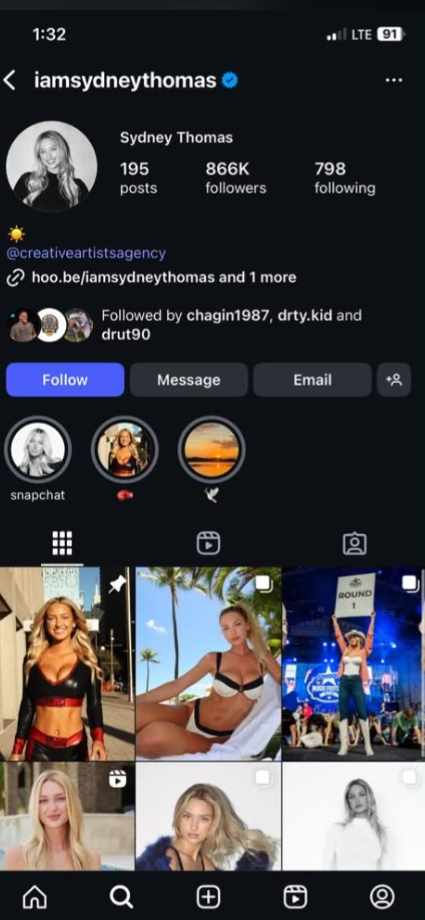 1:32 LTE 91
iamsydneythomas
Sydney Thomas
195 866K 798
posts followers following
@creativeartistsagency
hoo.be/iamsydneythomas and 1 more
Followed by chagin1987, drty.kid and
drut90
Follow Message Email
snapchat
ROUND
1